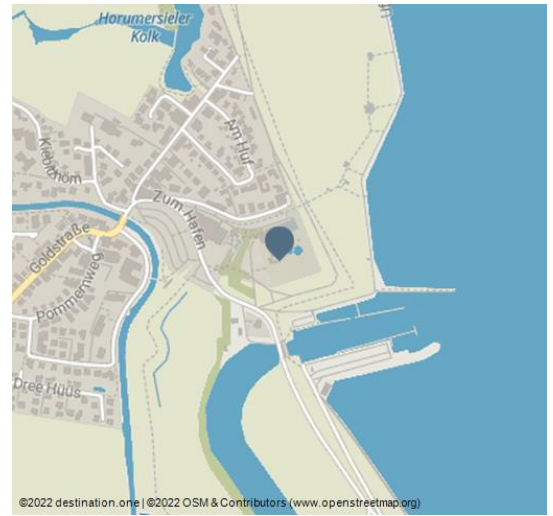 Horumersieler
Kolk
Am Huf
Kiebitzhörn
Zum Hafen
Goldstraße
Pommernweg
Dree Hüüs
©2022 destination.one | ©2022 OSM & Contributors (www.openstreetmap.org)